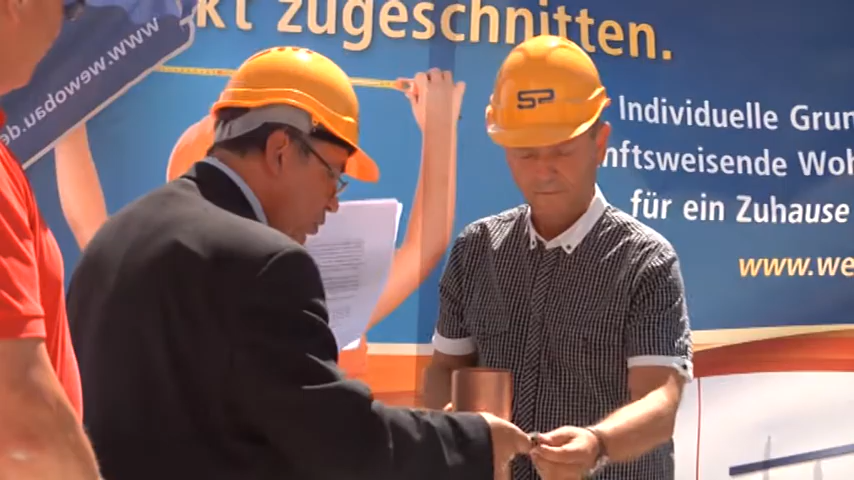 kt zugeschnitten.
www.wewobau.d
de.
SP
Individuelle Grun
nftsweisende Woh
für ein Zuhause
www.we